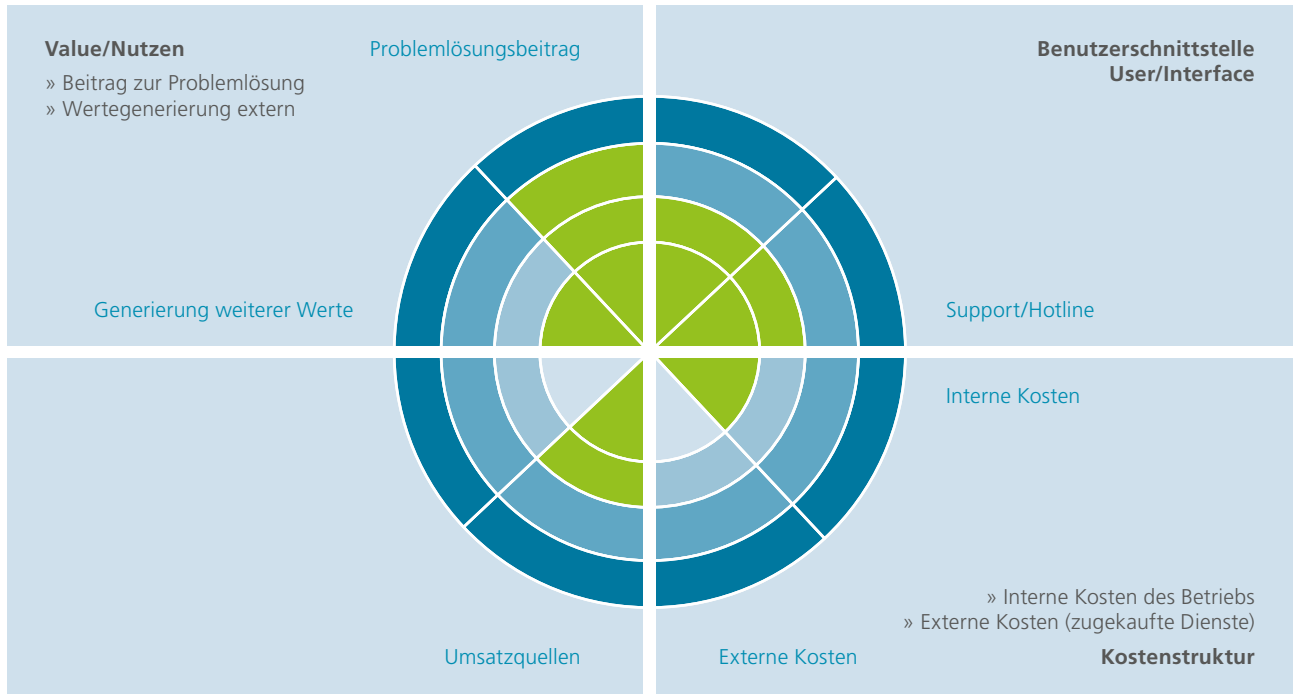 Value/Nutzen
» Beitrag zur Problemlösung
» Wertegenerierung extern
Problemlösungsbeitrag
Benutzerschnittstelle
User/Interface
Generierung weiterer Werte
Support/Hotline
Interne Kosten
» Interne Kosten des Betriebs
» Externe Kosten (zugekaufte Dienste)
Umsatzquellen
Externe Kosten
Kostenstruktur